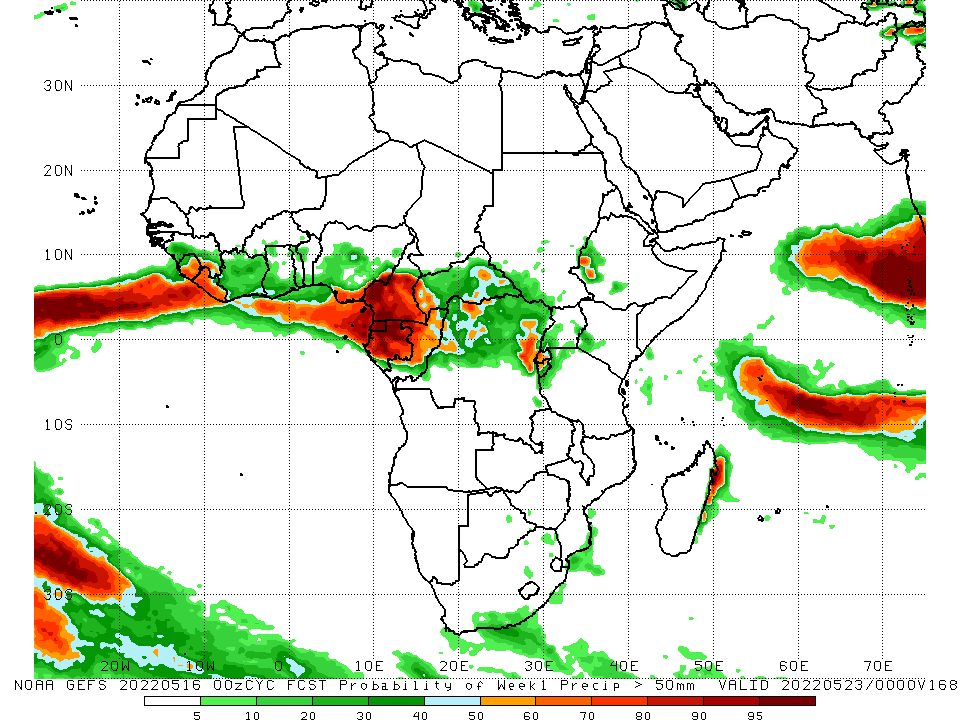 30N
20N
10N
0
10S
20S
30S
20W 10W 0 10E 20E 30E 40E 50E 60E 70E
NOAA GEFS 20220516 00zCYC FCST Probability of Week1 Precip > 50mm VALID 20220523/0000V168
5 10 20 30 40 50 60 70 80 90 95